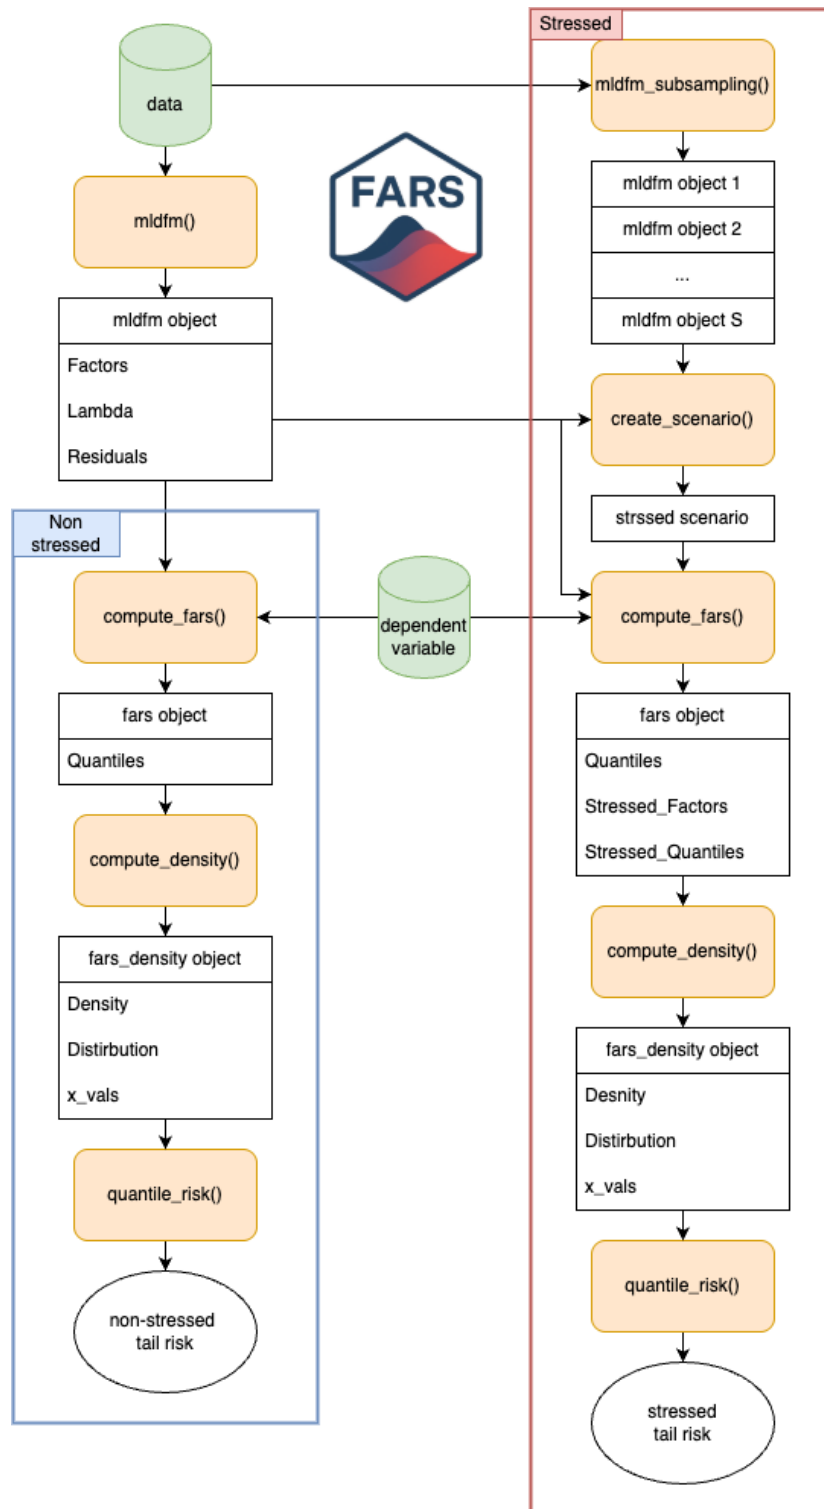 Stressed
data
mldfm_subsampling()
FARS
mldfm()
mldfm object 1
mldfm object 2
...
mldfm object S
mldfm object
Factors
Lambda
Residuals
create_scenario()
strssed scenario
Non
stressed
compute_fars()
dependent
variable
compute_fars()
fars object
Quantiles
fars object
Quantiles
Stressed_Factors
Stressed_Quantiles
compute_density()
compute_density()
fars_density object
Density
Distirbution
x_vals
fars_density object
Desnity
Distirbution
x_vals
quantile_risk()
quantile_risk()
non-stressed
tail risk
stressed
tail risk